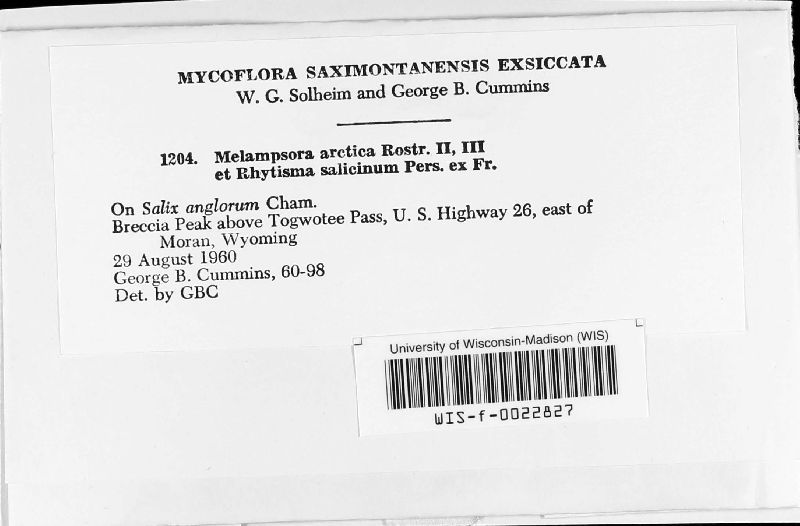 MYCOFLORA SAXIMONTANENSIS EXSICCATA
W. G. Solheim and George B. Cummins
1204. Melampsora arctica Rostr. II, III
et Rhytisma salicinum Pers. ex Fr.
On Salix anglorum Cham.
Breccia Peak above Togwotee Pass, U. S. Highway 26, east of
Moran, Wyoming
29 August 1960
George B. Cummins, 60-98
Det. by GBC
University of Wisconsin-Madison (WIS)
WIS-f-0022827